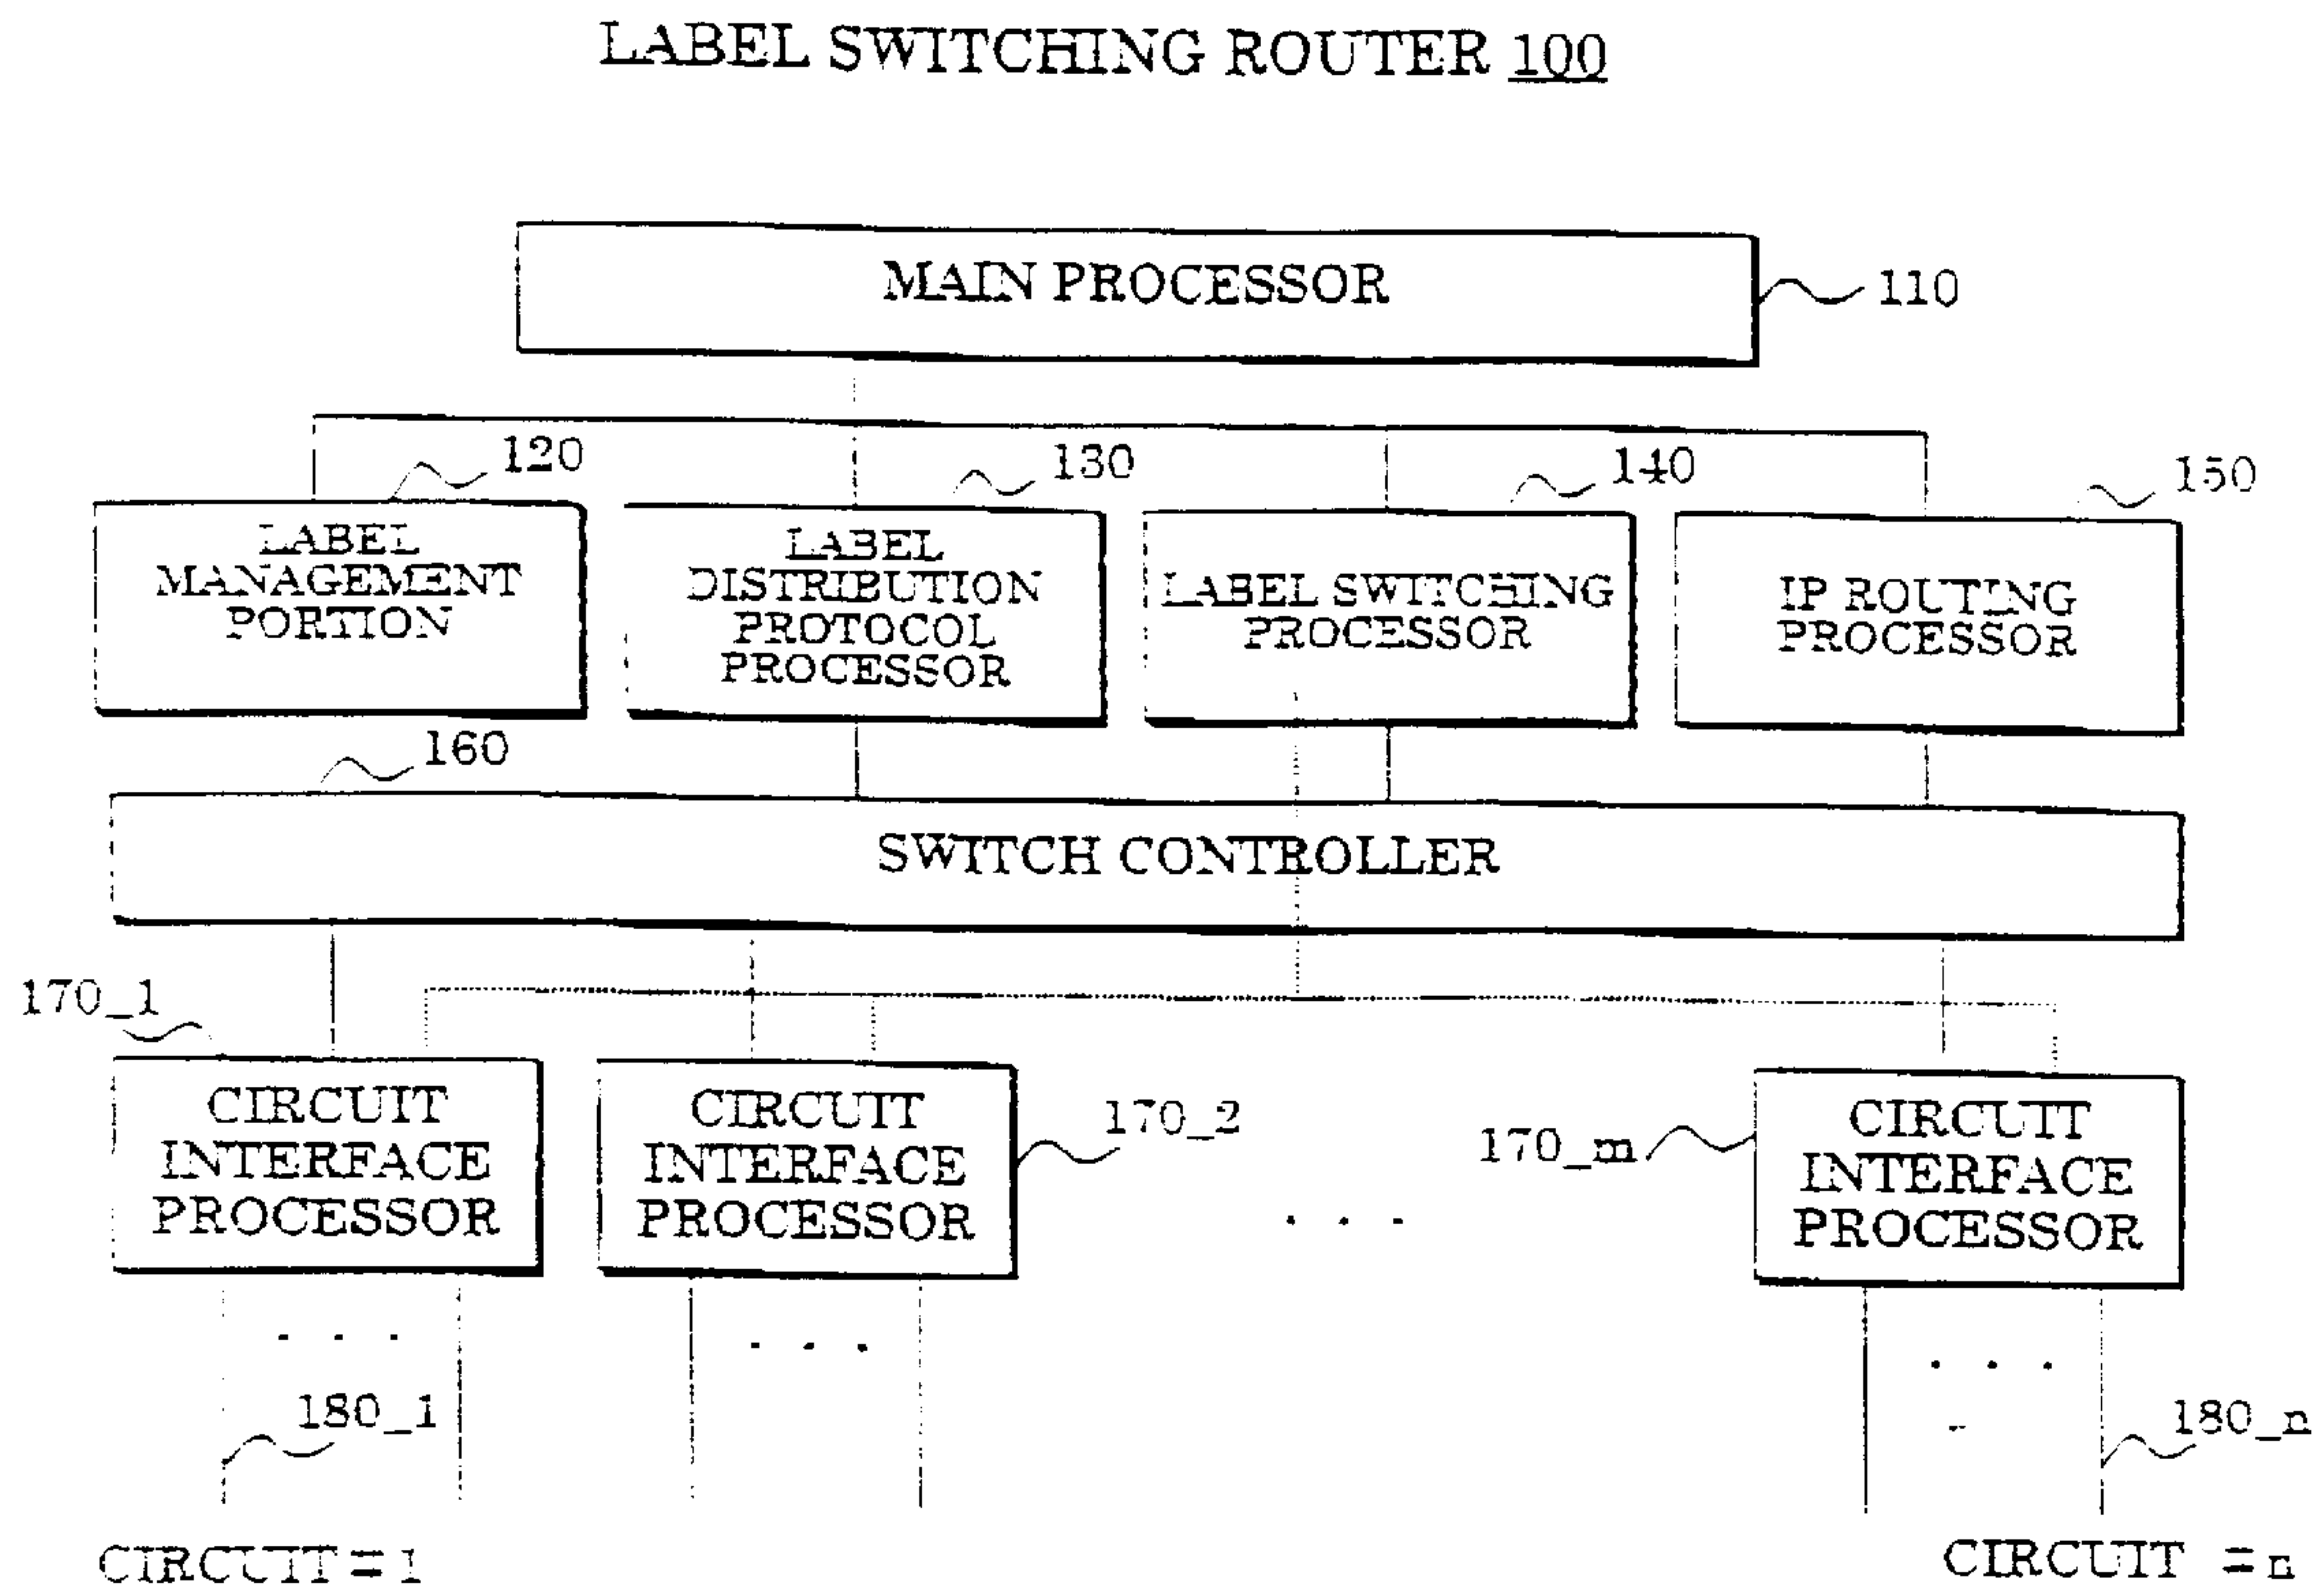 LABEL SWITCHING ROUTER 100
MAIN PROCESSOR
110
120
130
140
150
LABEL
MANAGEMENT
PORTION
LABEL
DISTRIBUTION
PROTOCOL
PROCESSOR
LABEL SWITCHING
PROCESSOR
IP ROUTING
PROCESSOR
160
SWITCH CONTROLLER
170_1
CIRCUIT
INTERFACE
PROCESSOR
CIRCUIT
INTERFACE
PROCESSOR
170_2
. . .
170_m
CIRCUIT
INTERFACE
PROCESSOR
. . .
. . .
. . .
180_1
180_n
CIRCUIT = 1
CIRCUIT = n